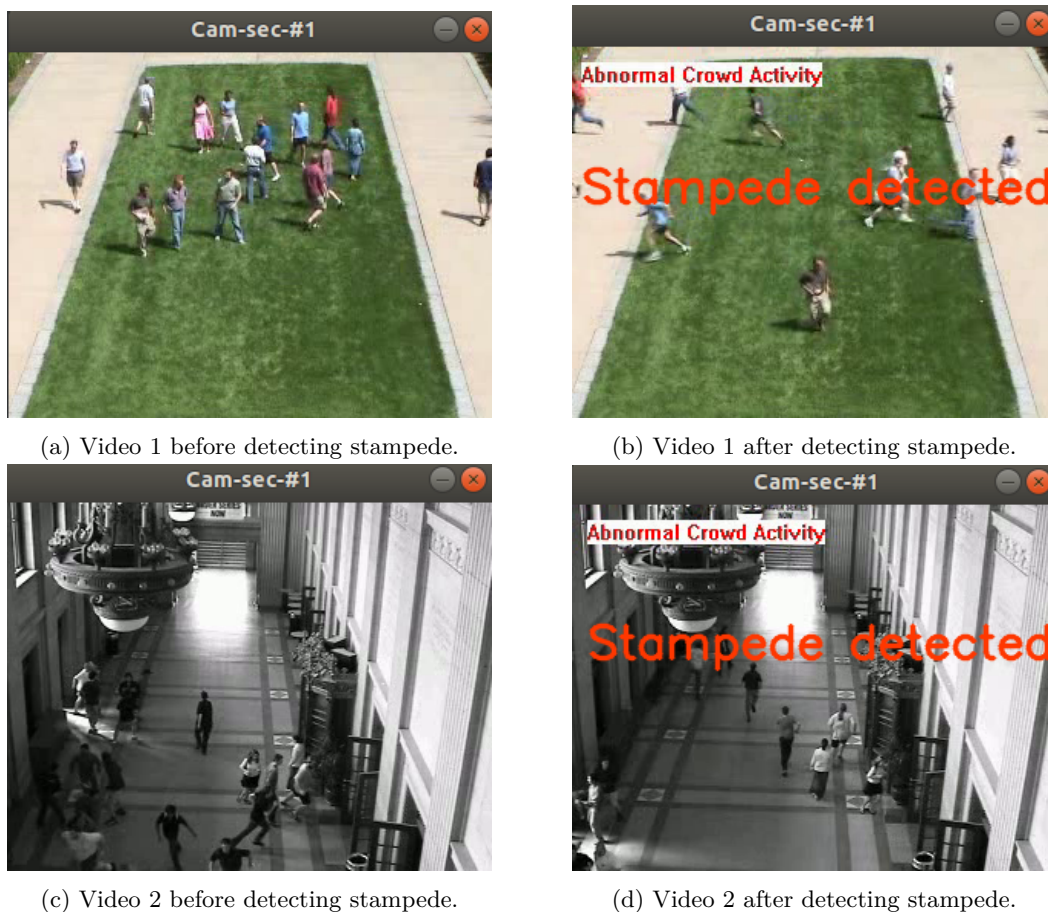 Cam-sec-#1
Cam-sec-#1
Abnormal Crowd Activity
Stampede detected
(a) Video 1 before detecting stampede.
(b) Video 1 after detecting stampede.
Cam-sec-#1
Cam-sec-#1
SERIES
NOW
Abnormal Crowd Activity
Stampede detected
(c) Video 2 before detecting stampede.
(d) Video 2 after detecting stampede.